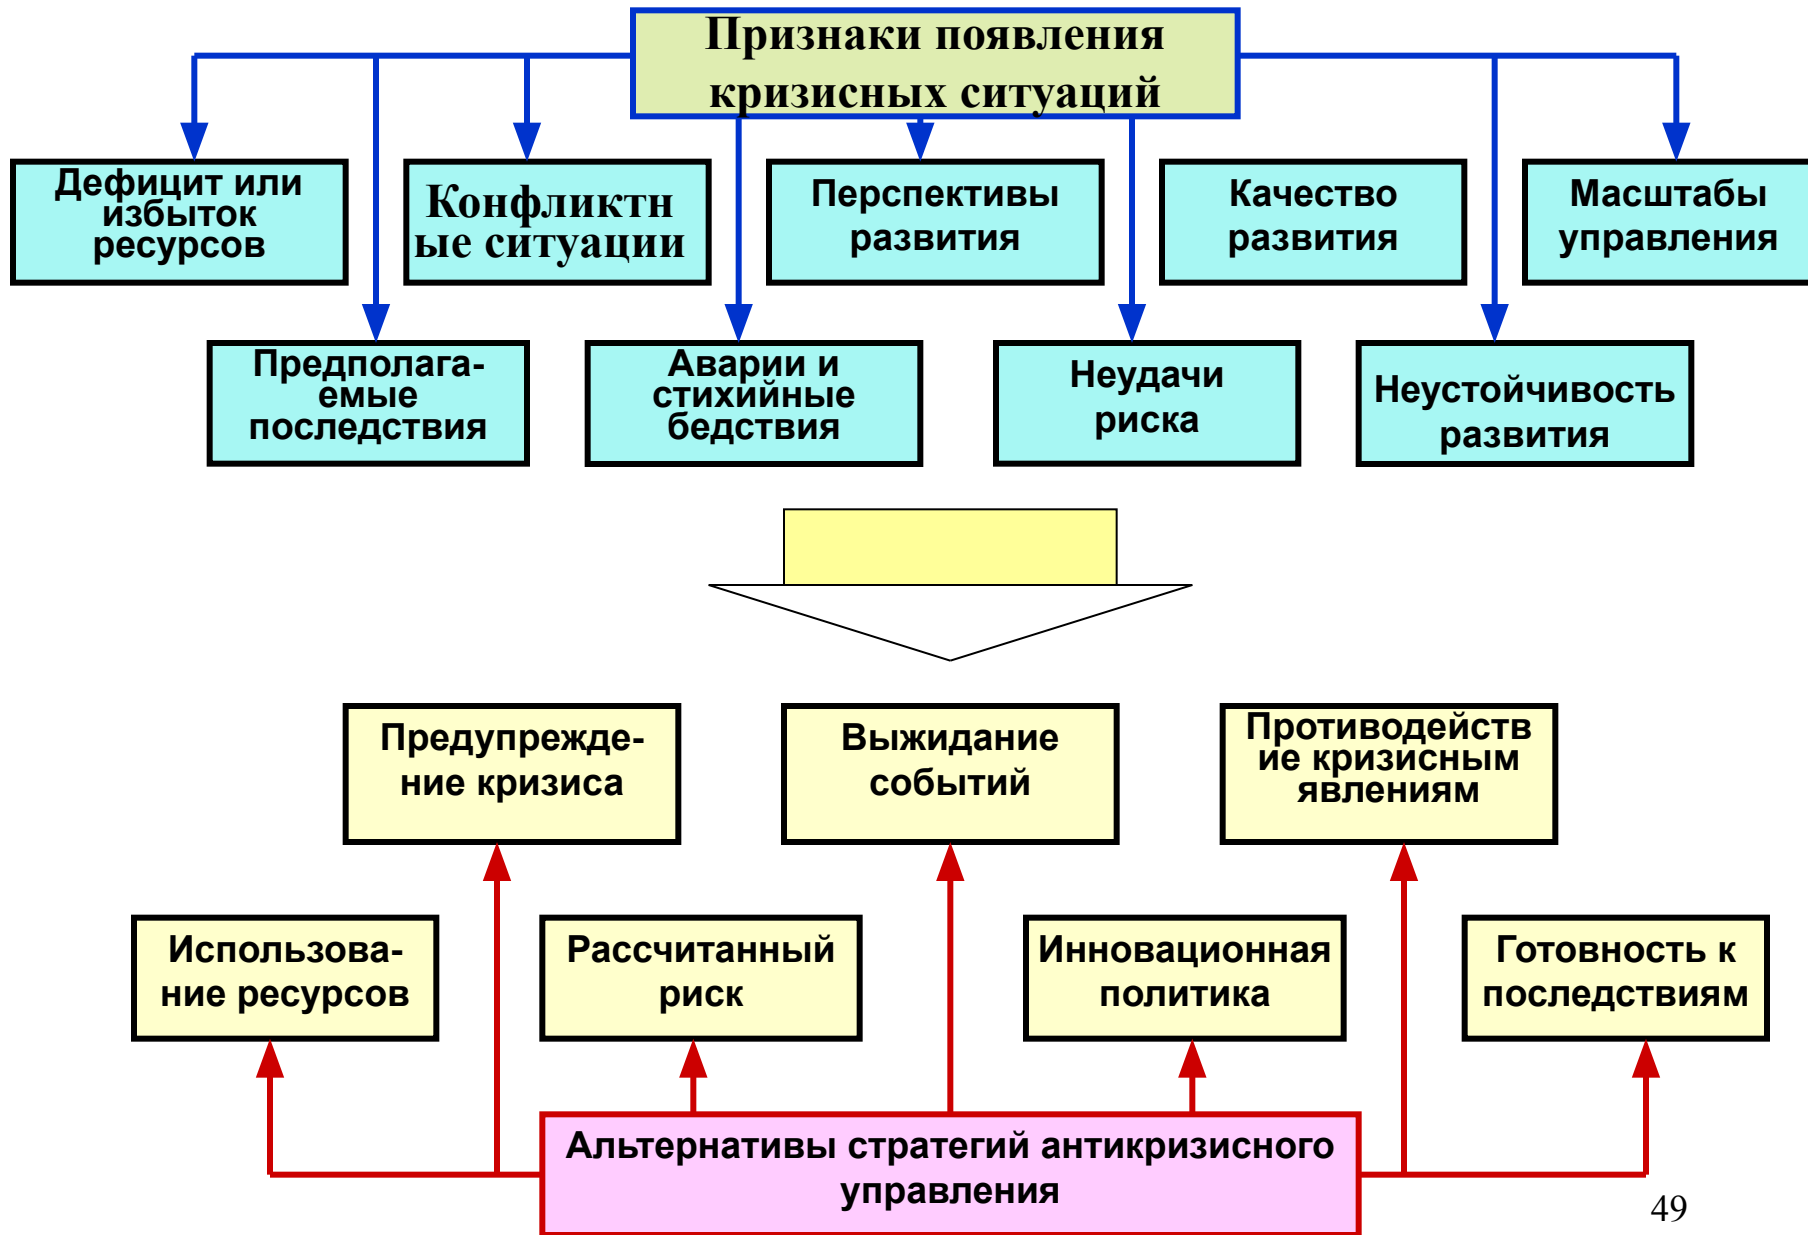 Признаки появления
кризисных ситуаций
Дефицит или
избыток
ресурсов
Конфликтн
ые ситуации
Перспективы
развития
Качество
развития
Масштабы
управления
Предполага-
емые
последствия
Аварии и
стихийные
бедствия
Неудачи
риска
Неустойчивость
развития
Предупрежде-
ние кризиса
Выжидание
событий
Противодейств
ие кризисным
явлениям
Использова-
ние ресурсов
Рассчитанный
риск
Инновационная
политика
Готовность к
последствиям
Альтернативы стратегий антикризисного
управления
49